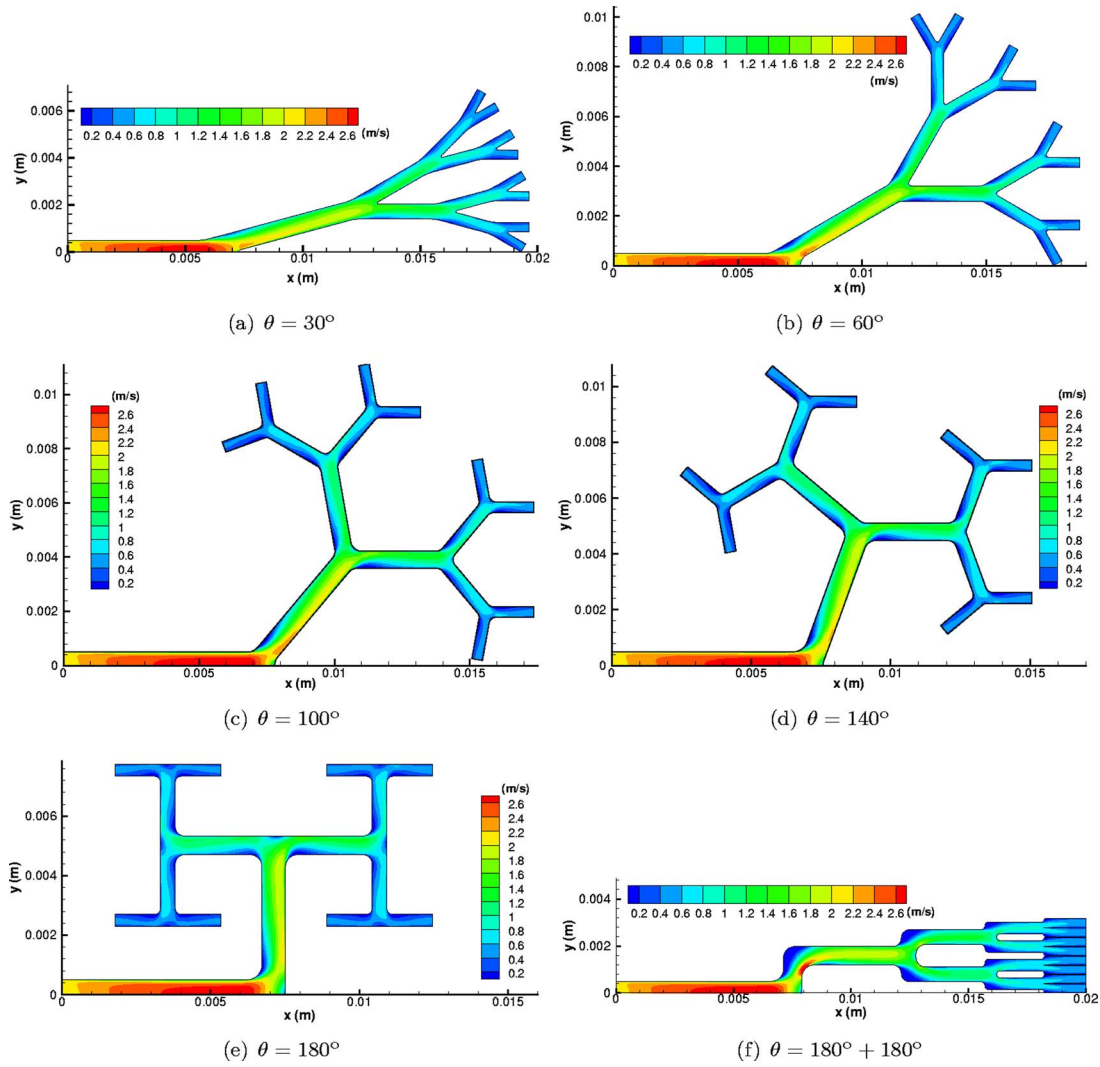 0.2 0.4 0.6 0.8 1 1.2 1.4 1.6 1.8 2 2.2 2.4 2.6 (m/s)
y (m)
0.006
0.004
0.002
0
0 0.005 0.01 0.015 0.02
x (m)
(a) θ = 30°
0.2 0.4 0.6 0.8 1 1.2 1.4 1.6 1.8 2 2.2 2.4 2.6
(m/s)
y (m)
0.01
0.008
0.006
0.004
0.002
0
0.005 0.01 0.015
x (m)
(b) θ = 60°
(m/s)
2.6
2.4
2.2
2
1.8
1.6
1.4
1.2
1
0.8
0.6
0.4
0.2
y (m)
0.01
0.008
0.006
0.004
0.002
0
0 0.005 0.01 0.015
x (m)
(c) θ = 100°
(m/s)
2.6
2.4
2.2
2
1.8
1.6
1.4
1.2
1
0.8
0.6
0.4
0.2
y (m)
0.01
0.008
0.006
0.004
0.002
0
0 0.005 0.01 0.015
x (m)
(d) θ = 140°
(m/s)
2.6
2.4
2.2
2
1.8
1.6
1.4
1.2
1
0.8
0.6
0.4
0.2
y (m)
0.006
0.004
0.002
0
0.005 0.01 0.015
x (m)
(e) θ = 180°
0.2 0.4 0.6 0.8 1 1.2 1.4 1.6 1.8 2 2.2 2.4 2.6 (m/s)
y (m)
0.004
0.002
0
0 0.005 0.01 0.015 0.02
x (m)
(f) θ = 180° + 180°